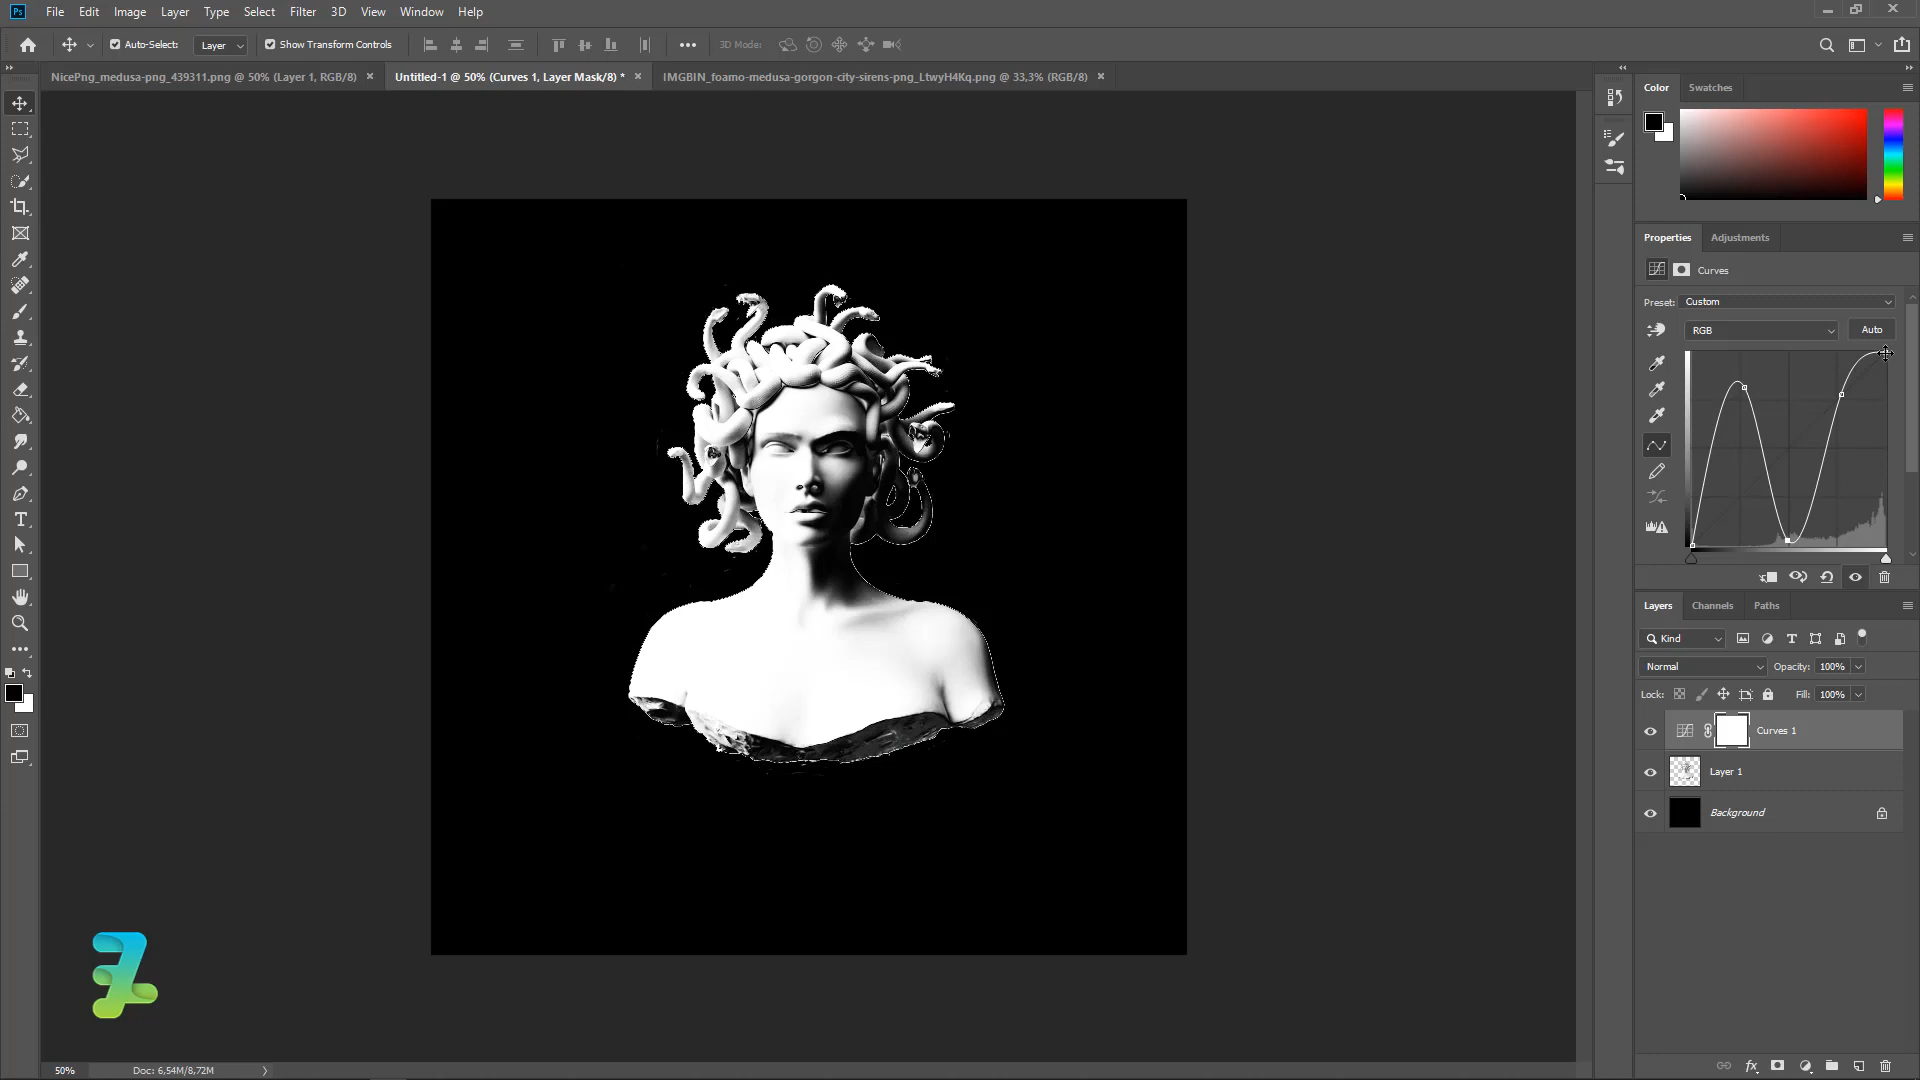 Ps File Edit Image Layer Type Select Filter 3D View Window Help
Auto-Select: Layer Show Transform Controls 3D Mode:
NicePng_medusa-png_439311.png @ 50% (Layer 1, RGB/8) Untitled-1 @ 50% (Curves 1, Layer Mask/8) * IMGBIN_foamo-medusa-gorgon-city-sirens-png_LtwyH4Kq.png @ 33,3% (RGB/8)
Color Swatches
Properties Adjustments
Curves
Preset: Custom
RGB Auto
Layers Channels Paths
Kind
Normal Opacity: 100%
Lock: Fill: 100%
Curves 1
Layer 1
Background
50% Doc: 6,54M/8,72M